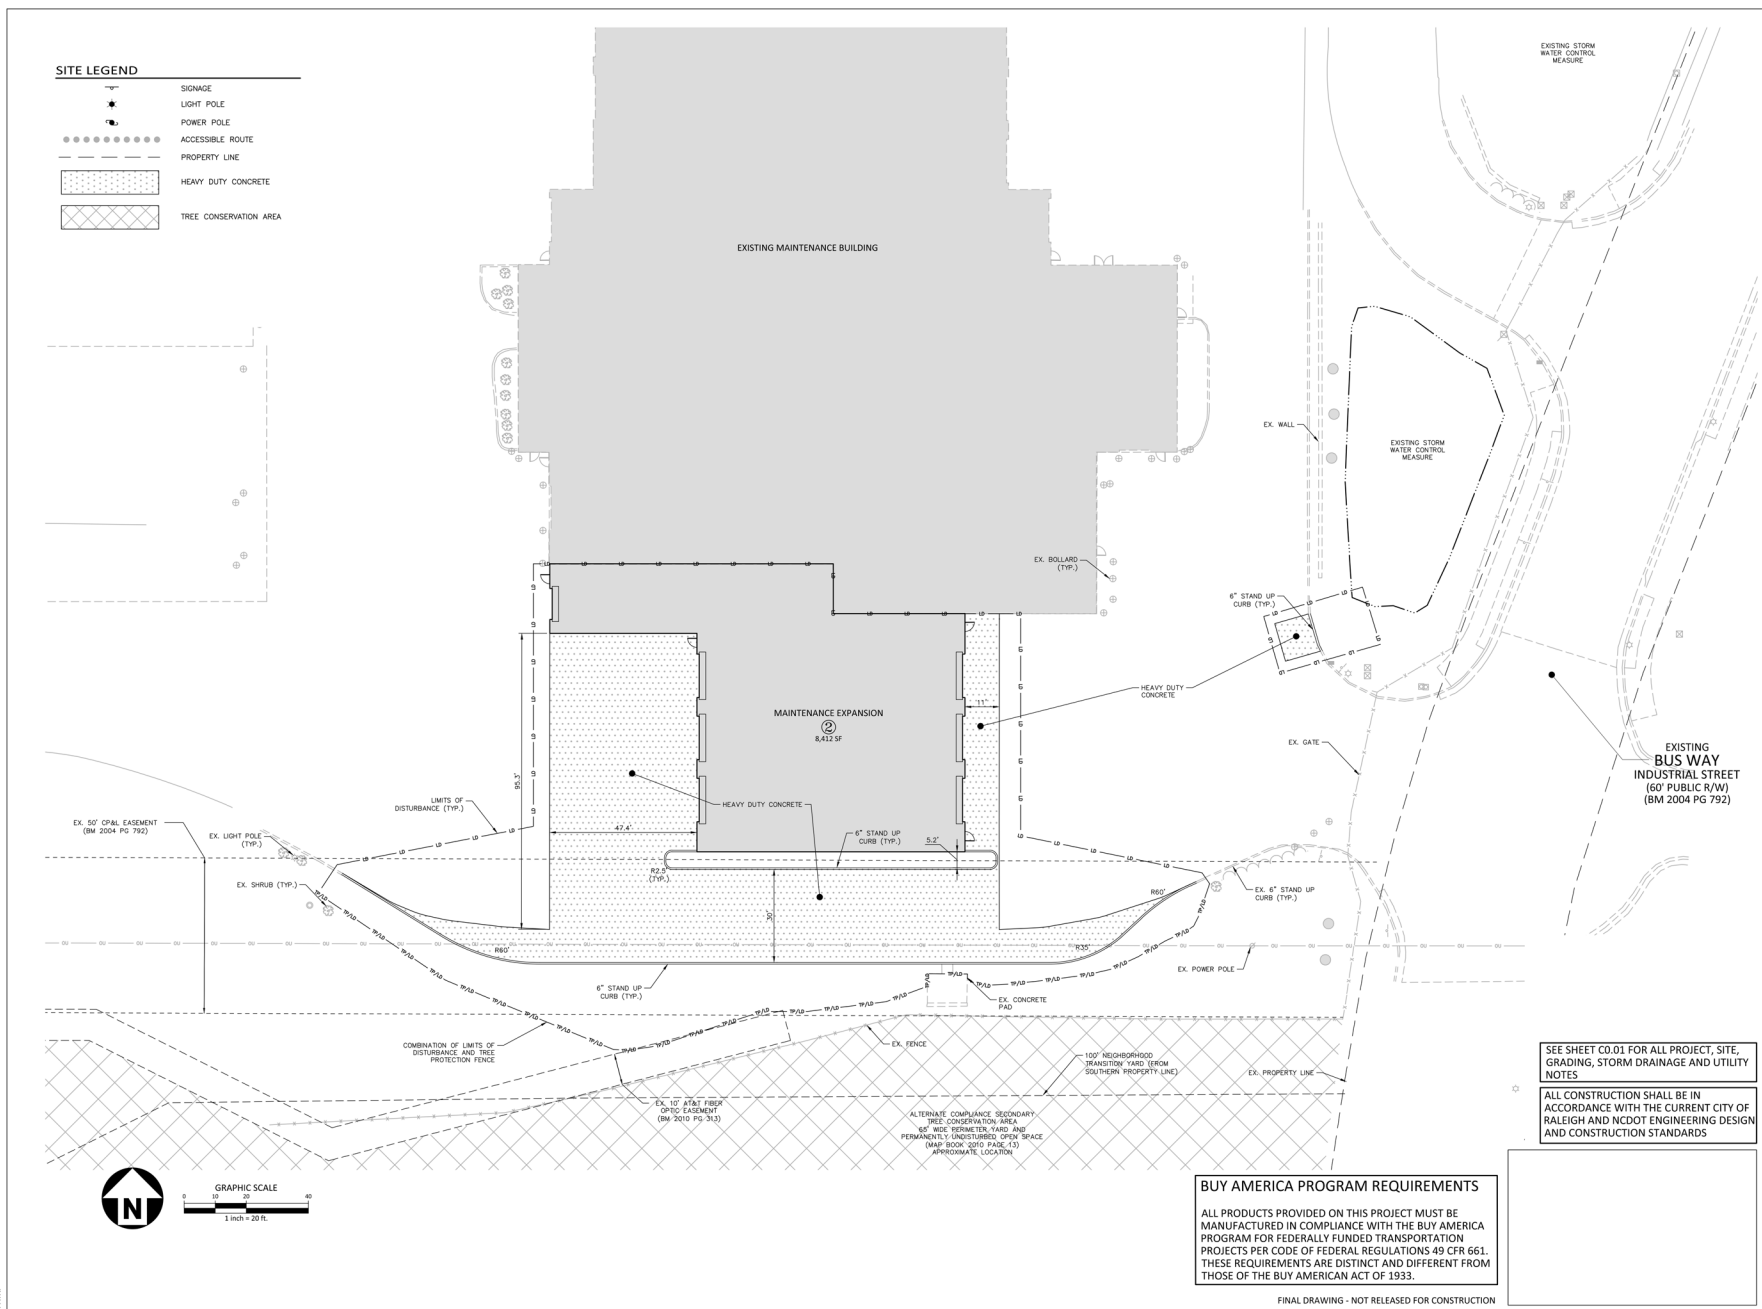 SITE LEGEND
SIGNAGE
LIGHT POLE
POWER POLE
ACCESSIBLE ROUTE
PROPERTY LINE
HEAVY DUTY CONCRETE
TREE CONSERVATION AREA
EXISTING STORM
WATER CONTROL
MEASURE
EXISTING MAINTENANCE BUILDING
EX. WALL
EXISTING STORM
WATER CONTROL
MEASURE
EX. BOLLARD
(TYP.)
6" STAND UP
CURB (TYP.)
HEAVY DUTY
CONCRETE
11'
MAINTENANCE EXPANSION
2
8,412 SF
EX. GATE
EXISTING
BUS WAY
INDUSTRIAL STREET
(60' PUBLIC R/W)
(BM 2004 PG 792)
95.3'
LIMITS OF
DISTURBANCE (TYP.)
HEAVY DUTY CONCRETE
47.4'
EX. 50' CP&L EASEMENT
(BM 2004 PG 792)
EX. LIGHT POLE
(TYP.)
6" STAND UP
CURB (TYP.)
5.2'
R2.5'
(TYP.)
EX. SHRUB (TYP.)
R60'
EX. 6" STAND UP
CURB (TYP.)
30'
R60'
R35'
EX. POWER POLE
6" STAND UP
CURB (TYP.)
EX. CONCRETE
PAD
COMBINATION OF LIMITS OF
DISTURBANCE AND TREE
PROTECTION FENCE
EX. FENCE
100' NEIGHBORHOOD
TRANSITION YARD (FROM
SOUTHERN PROPERTY LINE)
EX. PROPERTY LINE
EX. 10' AT&T FIBER
OPTIC EASEMENT
(BM 2010 PG 313)
ALTERNATE COMPLIANCE SECONDARY
TREE CONSERVATION AREA
65' WIDE PERIMETER YARD AND
PERMANENTLY UNDISTURBED OPEN SPACE
(MAP BOOK 2010 PAGE 13)
APPROXIMATE LOCATION
SEE SHEET C0.01 FOR ALL PROJECT, SITE,
GRADING, STORM DRAINAGE AND UTILITY
NOTES
ALL CONSTRUCTION SHALL BE IN
ACCORDANCE WITH THE CURRENT CITY OF
RALEIGH AND NCDOT ENGINEERING DESIGN
AND CONSTRUCTION STANDARDS
N
GRAPHIC SCALE
0 10 20 40
1 inch = 20 ft.
BUY AMERICA PROGRAM REQUIREMENTS
ALL PRODUCTS PROVIDED ON THIS PROJECT MUST BE
MANUFACTURED IN COMPLIANCE WITH THE BUY AMERICA
PROGRAM FOR FEDERALLY FUNDED TRANSPORTATION
PROJECTS PER CODE OF FEDERAL REGULATIONS 49 CFR 661.
THESE REQUIREMENTS ARE DISTINCT AND DIFFERENT FROM
THOSE OF THE BUY AMERICAN ACT OF 1933.
FINAL DRAWING - NOT RELEASED FOR CONSTRUCTION